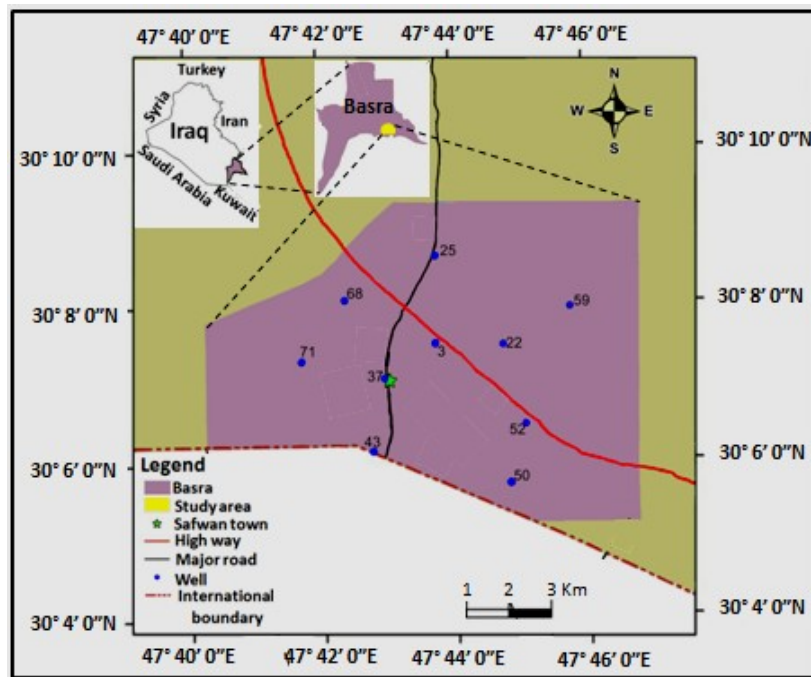 47° 40′ 0″E 47° 42′ 0″E 47° 44′ 0″E 47° 46′ 0″E
Turkey
Syria
Iraq
Iran
Saudi Arabia
Kuwait
Basra
N
W E
S
30° 10′ 0″N 30° 10′ 0″N
25
68
59
30° 8′ 0″N 30° 8′ 0″N
3
22
71
37
52
43
30° 6′ 0″N 30° 6′ 0″N
50
Legend
Basra
Study area
Safwan town
High way
Major road
Well
International
boundary
1 2 3 Km
30° 4′ 0″N 30° 4′ 0″N
47° 40′ 0″E 47° 42′ 0″E 47° 44′ 0″E 47° 46′ 0″E